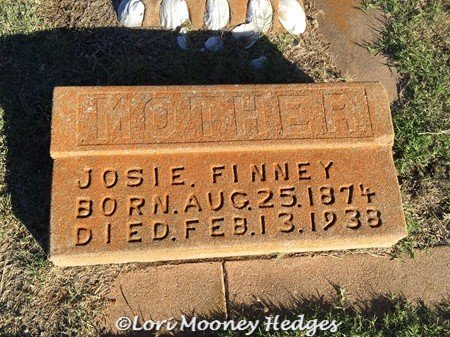 MOTHER
JOSIE. FINNEY
BORN. AUG. 25. 1874
DIED. FEB. 13. 1938
©Lori Mooney Hedges